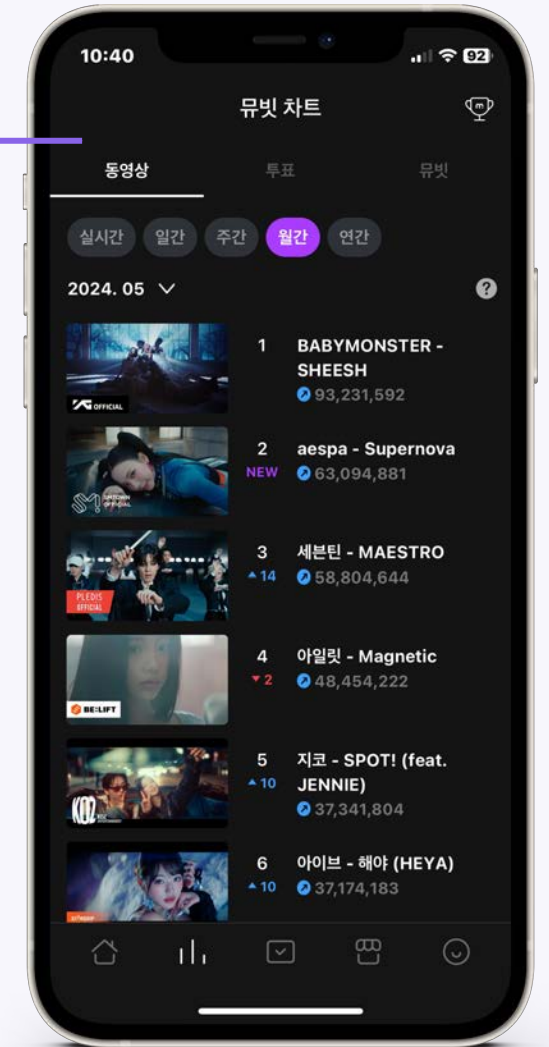 10:40
92
뮤빗 차트
m
동영상 투표 뮤빗
실시간 일간 주간 월간 연간
2024. 05
?
1 BABYMONSTER -
SHEESH
93,231,592
YG OFFICIAL
2 aespa - Supernova
NEW 63,094,881
SMTOWN
OFFICIAL
3 세븐틴 - MAESTRO
14 58,804,644
PLEDIS
OFFICIAL
4 아일릿 - Magnetic
2 48,454,222
BE:LIFT
5 지코 - SPOT! (feat.
10 JENNIE)
37,341,804
KOZ
6 아이브 - 해야 (HEYA)
10 37,174,183